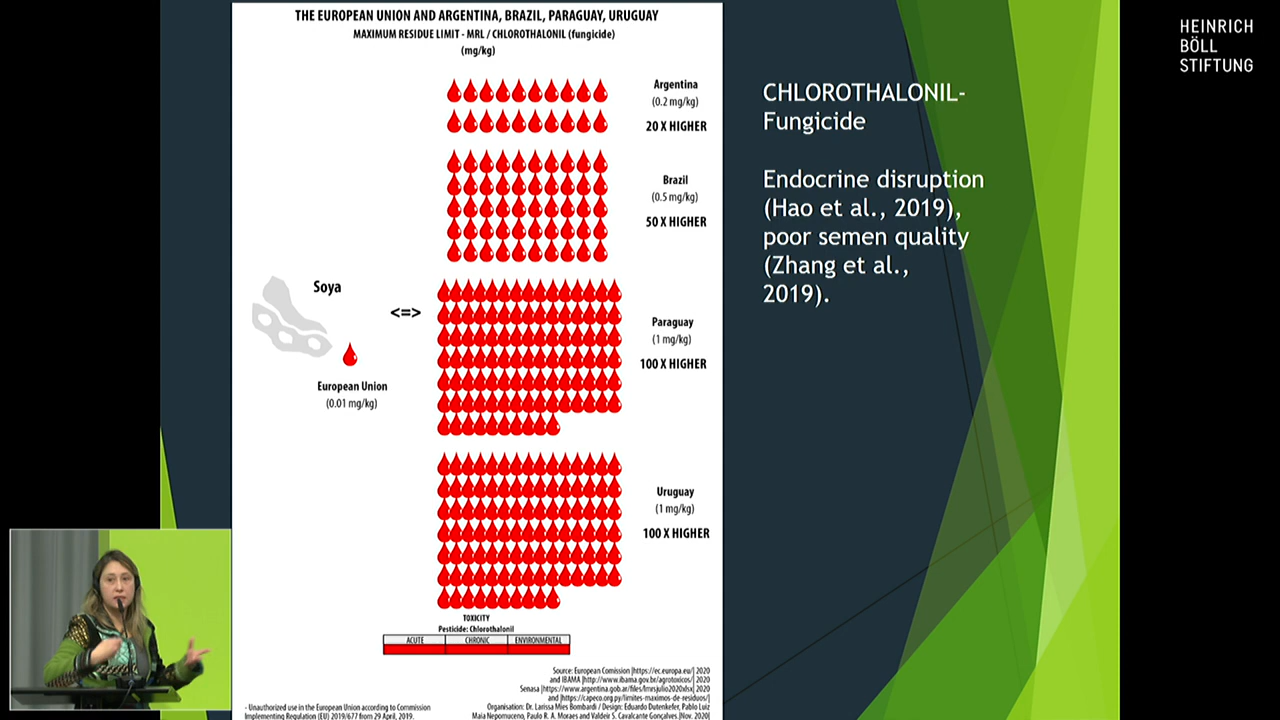 THE EUROPEAN UNION AND ARGENTINA, BRAZIL, PARAGUAY, URUGUAY
MAXIMUM RESIDUE LIMIT - MRL / CHLOROTHALONIL (fungicide)
(mg/kg)
Argentina
(0.2 mg/kg)
20 X HIGHER
Brazil
(0.5 mg/kg)
50 X HIGHER
Soya
<=>
European Union
(0.01 mg/kg)
Paraguay
(1 mg/kg)
100 X HIGHER
Uruguay
(1 mg/kg)
100 X HIGHER
TOXICITY
Pesticide: Chlorothalonil
ACUTE CHRONIC ENVIRONMENTAL
Source: European Comission |https://ec.europa.eu/| 2020
and IBAMA |http://www.ibama.gov.br/agrotoxicos/| 2020
Senasa |https://www.argentina.gob.ar/files/lmrsjulio2020xlsx| 2020
and |https://capeco.org.py/limites-maximos-de-residuos/|
Organisation: Dr. Larissa Mies Bombardi / Design: Eduardo Dutenkefer, Pablo Luiz
Maia Nepomuceno, Paulo R. A. Moraes and Valdeir S. Cavalcante Gonçalves |Nov. 2020|
- Unauthorized use in the European Union according to Commission
Implementing Regulation (EU) 2019/677 from 29 April, 2019.
CHLOROTHALONIL-
Fungicide
Endocrine disruption
(Hao et al., 2019),
poor semen quality
(Zhang et al.,
2019).
HEINRICH
BÖLL
STIFTUNG